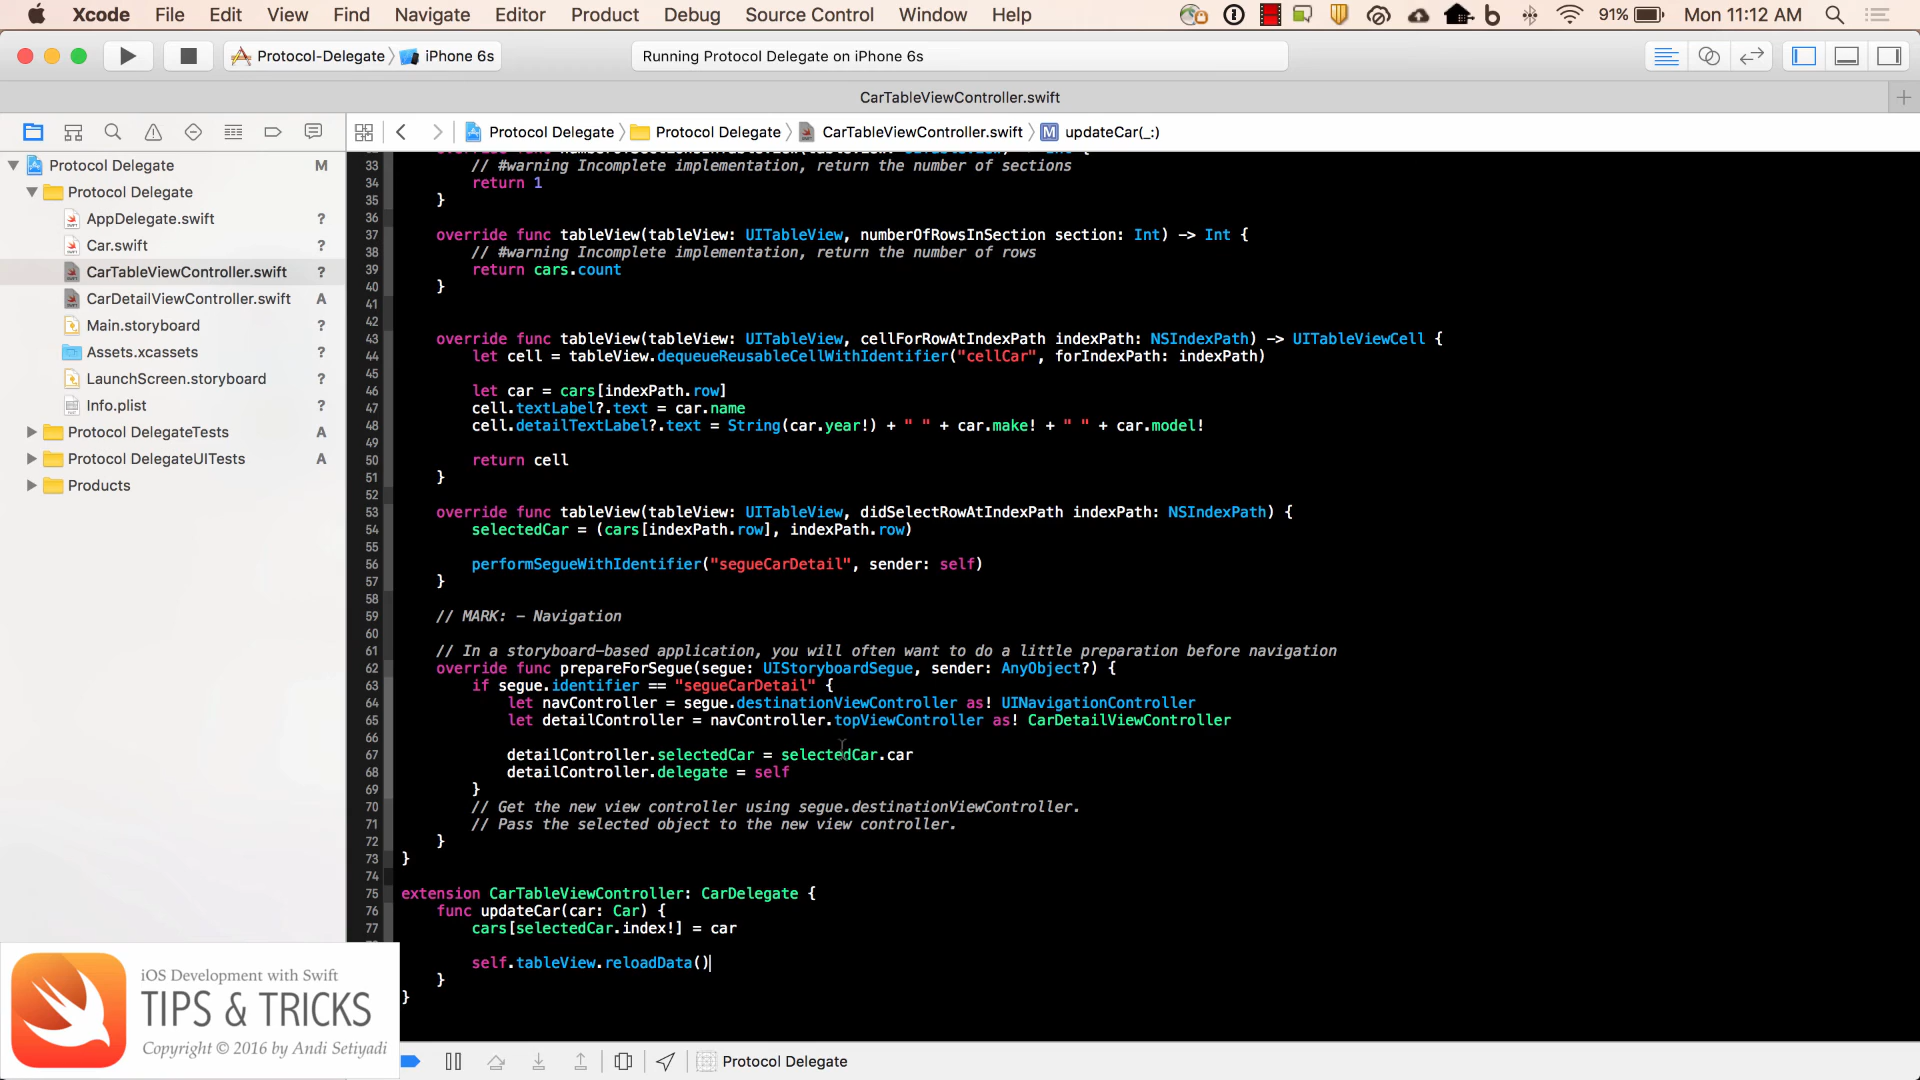 Xcode File Edit View Find Navigate Editor Product Debug Source Control Window Help 91% Mon 11:12 AM
Protocol-Delegate iPhone 6s Running Protocol Delegate on iPhone 6s
CarTableViewController.swift
Protocol Delegate Protocol Delegate CarTableViewController.swift M updateCar(_:)
Protocol Delegate M
Protocol Delegate
AppDelegate.swift ?
Car.swift ?
CarTableViewController.swift ?
CarDetailViewController.swift A
Main.storyboard ?
Assets.xcassets ?
LaunchScreen.storyboard ?
Info.plist ?
Protocol DelegateTests A
Protocol DelegateUITests A
Products
33 // #warning Incomplete implementation, return the number of sections
34 return 1
35 }
36
37 override func tableView(tableView: UITableView, numberOfRowsInSection section: Int) -> Int {
38 // #warning Incomplete implementation, return the number of rows
39 return cars.count
40 }
41
42
43 override func tableView(tableView: UITableView, cellForRowAtIndexPath indexPath: NSIndexPath) -> UITableViewCell {
44 let cell = tableView.dequeueReusableCellWithIdentifier("cellCar", forIndexPath: indexPath)
45
46 let car = cars[indexPath.row]
47 cell.textLabel?.text = car.name
48 cell.detailTextLabel?.text = String(car.year!) + " " + car.make! + " " + car.model!
49
50 return cell
51 }
52
53 override func tableView(tableView: UITableView, didSelectRowAtIndexPath indexPath: NSIndexPath) {
54 selectedCar = (cars[indexPath.row], indexPath.row)
55
56 performSegueWithIdentifier("segueCarDetail", sender: self)
57 }
58
59 // MARK: - Navigation
60
61 // In a storyboard-based application, you will often want to do a little preparation before navigation
62 override func prepareForSegue(segue: UIStoryboardSegue, sender: AnyObject?) {
63 if segue.identifier == "segueCarDetail" {
64 let navController = segue.destinationViewController as! UINavigationController
65 let detailController = navController.topViewController as! CarDetailViewController
66
67 detailController.selectedCar = selectedCar.car
68 detailController.delegate = self
69 }
70 // Get the new view controller using segue.destinationViewController.
71 // Pass the selected object to the new view controller.
72 }
73 }
74
75 extension CarTableViewController: CarDelegate {
76 func updateCar(car: Car) {
77 cars[selectedCar.index!] = car
self.tableView.reloadData()
}
}
iOS Development with Swift
TIPS & TRICKS
Copyright © 2016 by Andi Setiyadi
Protocol Delegate